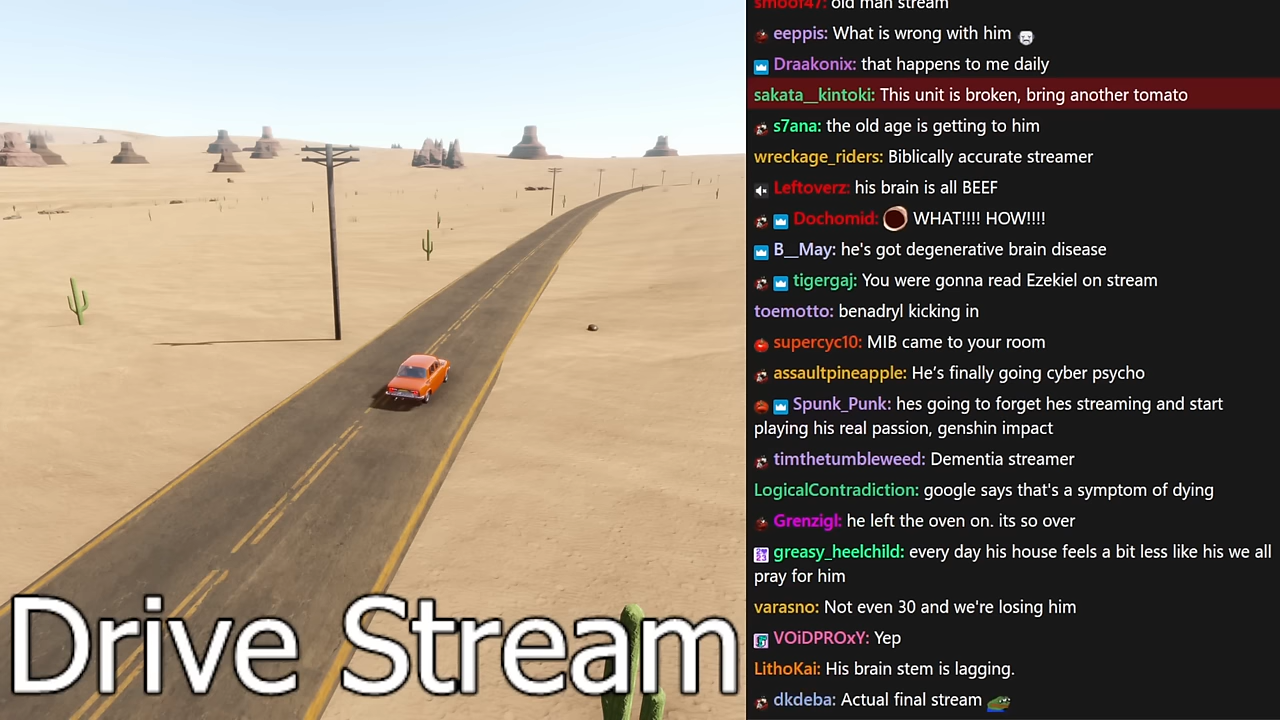 smoof47: old man stream
eeppis: What is wrong with him
Draakonix: that happens to me daily
sakata__kintoki: This unit is broken, bring another tomato
s7ana: the old age is getting to him
wreckage_riders: Biblically accurate streamer
Leftoverz: his brain is all BEEF
Dochomid: WHAT!!!! HOW!!!!
B__May: he's got degenerative brain disease
tigergaj: You were gonna read Ezekiel on stream
toemotto: benadryl kicking in
supercyc10: MIB came to your room
assaultpineapple: He’s finally going cyber psycho
Spunk_Punk: hes going to forget hes streaming and start
playing his real passion, genshin impact
timthetumbleweed: Dementia streamer
LogicalContradiction: google says that's a symptom of dying
Grenzigl: he left the oven on. its so over
greasy_heelchild: every day his house feels a bit less like his we all
pray for him
varasno: Not even 30 and we're losing him
VOiDPROxY: Yep
LithoKai: His brain stem is lagging.
dkdeba: Actual final stream
Drive Stream